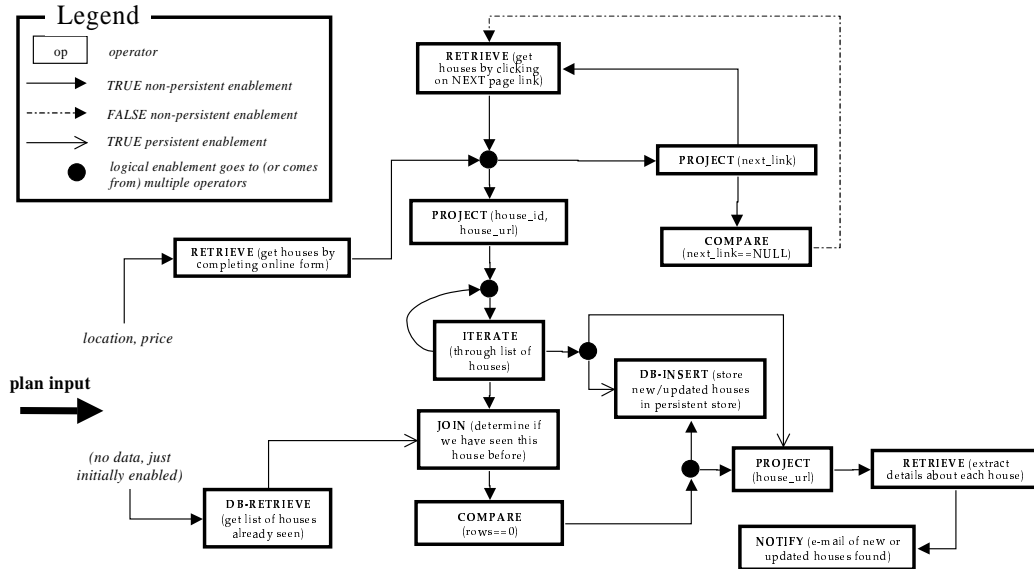 Legend
op
operator
TRUE non-persistent enablement
FALSE non-persistent enablement
TRUE persistent enablement
logical enablement goes to (or comes
from) multiple operators
RETRIEVE (get
houses by clicking
on NEXT page link)
PROJECT (next_link)
PROJECT (house_id,
house_url)
COMPARE
(next_link==NULL)
RETRIEVE (get houses by
completing online form)
location, price
ITERATE
(through list of
houses)
DB-INSERT (store
new/updated houses
in persistent store)
plan input
JOIN (determine if
we have seen this
house before)
(no data, just
initially enabled)
PROJECT
(house_url)
RETRIEVE (extract
details about each house)
DB-RETRIEVE
(get list of houses
already seen)
COMPARE
(rows==0)
NOTIFY (e-mail of new or
updated houses found)